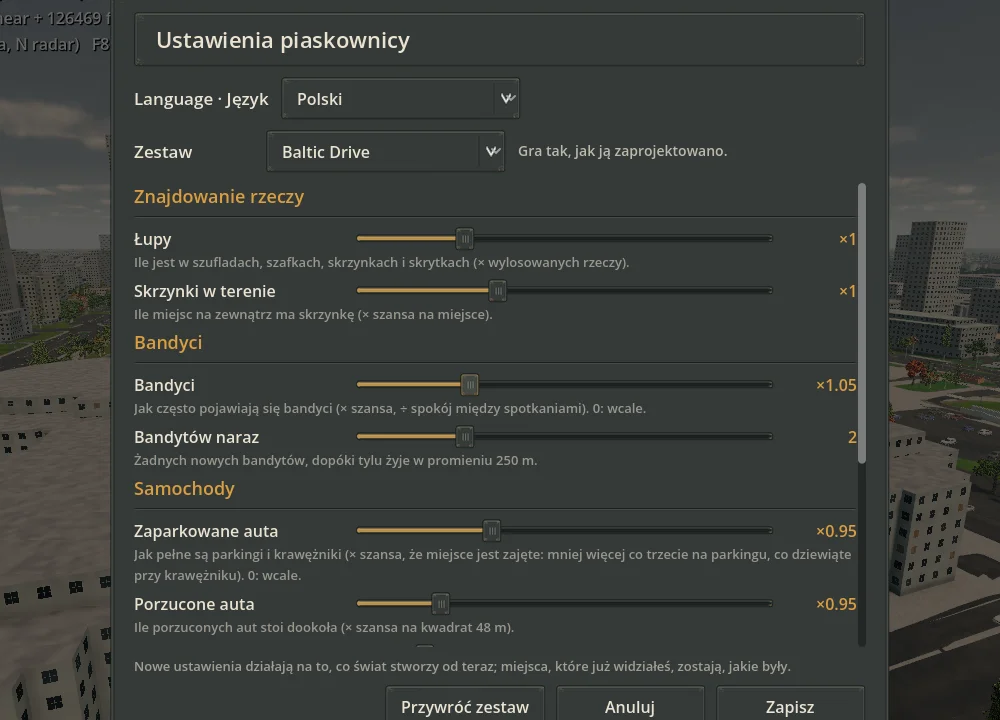 near + 126469 f
a, N radar) F8
Ustawienia piaskownicy
Language · Język Polski
Zestaw Baltic Drive Gra tak, jak ją zaprojektowano.
Znajdowanie rzeczy
Łupy ×1
Ile jest w szufladach, szafkach, skrzynkach i skrytkach (× wylosowanych rzeczy).
Skrzynki w terenie ×1
Ile miejsc na zewnątrz ma skrzynkę (× szansa na miejsce).
Bandyci
Bandyci ×1.05
Jak często pojawiają się bandyci (× szansa, ÷ spokój między spotkaniami). 0: wcale.
Bandytów naraz 2
Żadnych nowych bandytów, dopóki tylu żyje w promieniu 250 m.
Samochody
Zaparkowane auta ×0.95
Jak pełne są parkingi i krawężniki (× szansa, że miejsce jest zajęte: mniej więcej co trzecie na parkingu, co dziewiąte
przy krawężniku). 0: wcale.
Porzucone auta ×0.95
Ile porzuconych aut stoi dookoła (× szansa na kwadrat 48 m).
Nowe ustawienia działają na to, co świat stworzy od teraz; miejsca, które już widziałeś, zostają, jakie były.
Przywróć zestaw Anuluj Zapisz